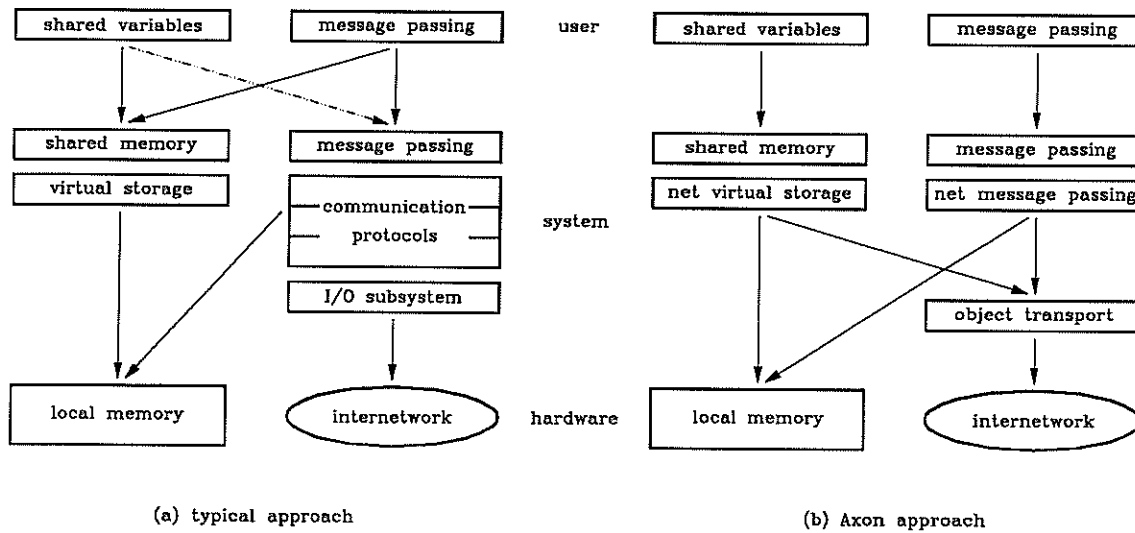 shared variables
message passing
user
shared variables
message passing
shared memory
message passing
shared memory
message passing
virtual storage
net virtual storage
net message passing
communication
protocols
system
I/O subsystem
object transport
local memory
internetwork
hardware
local memory
internetwork
(a) typical approach
(b) Axon approach